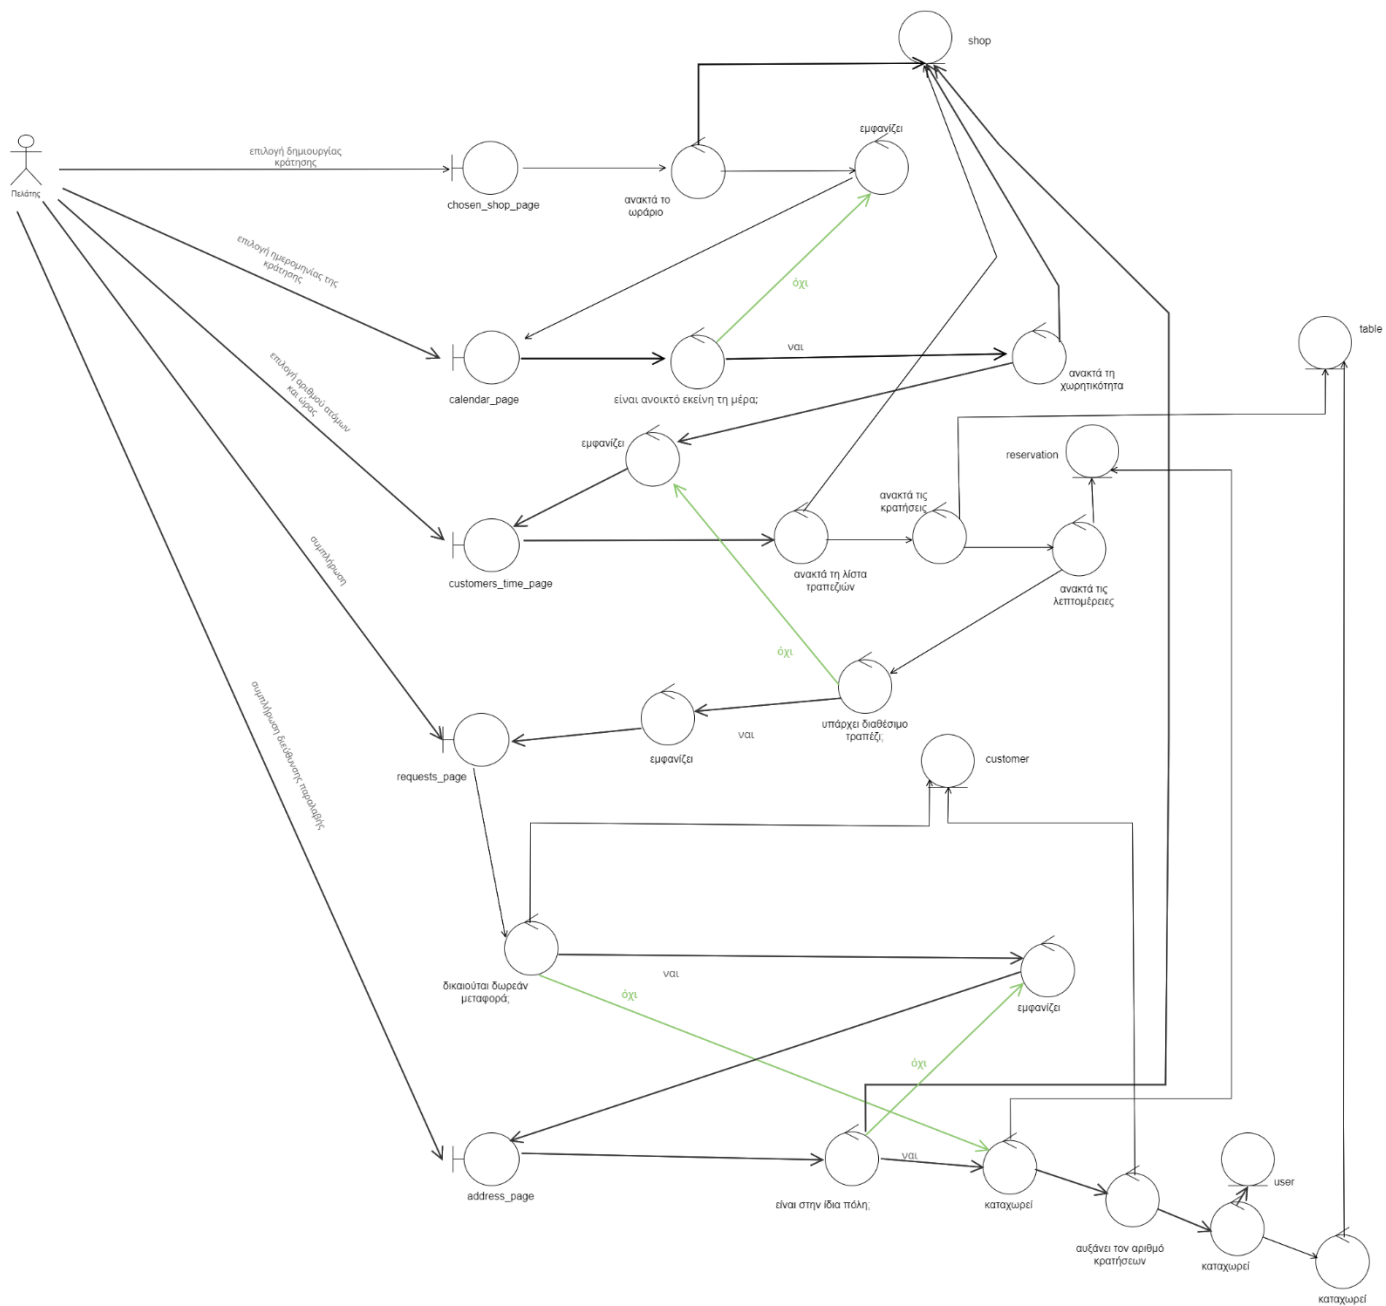 shop
εμφανίζει
επιλογή δημιουργίας
κράτησης
Πελάτης
chosen_shop_page
ανακτά το
ωράριο
επιλογή ημερομηνίας της
κράτησης
όχι
table
ναι
επιλογή αριθμού ατόμων
και ώρας
ανακτά τη
χωρητικότητα
calendar_page
είναι ανοικτό εκείνη τη μέρα;
εμφανίζει
reservation
ανακτά τις
κρατήσεις
συμπλήρωση
customers_time_page
ανακτά τη λίστα
τραπεζιών
ανακτά τις
λεπτομέρειες
όχι
συμπλήρωση διεύθυνσης παραλαβής
υπάρχει διαθέσιμο
τραπέζι;
ναι
εμφανίζει
customer
requests_page
ναι
δικαιούται δωρεάν
μεταφορά;
όχι
εμφανίζει
όχι
ναι
user
address_page
είναι στην ίδια πόλη;
καταχωρεί
αυξάνει τον αριθμό
κρατήσεων
καταχωρεί
καταχωρεί